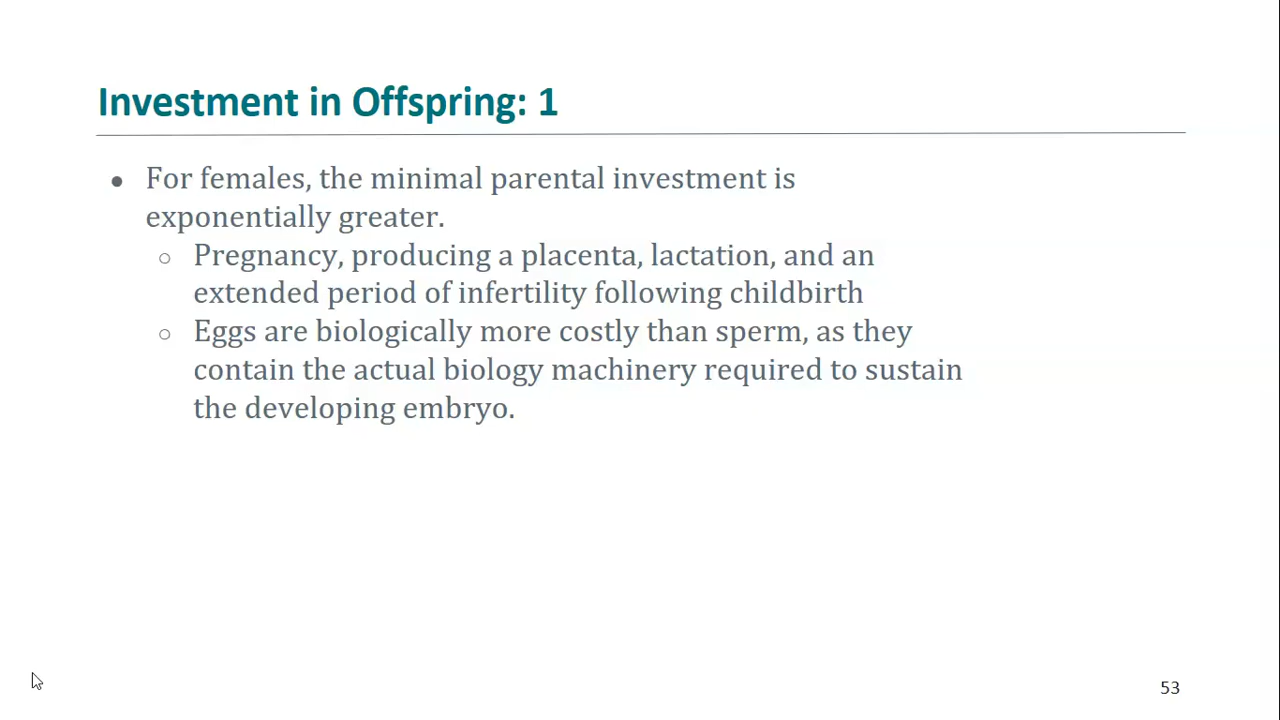 Investment in Offspring: 1
● For females, the minimal parental investment is
exponentially greater.
○ Pregnancy, producing a placenta, lactation, and an
extended period of infertility following childbirth
○ Eggs are biologically more costly than sperm, as they
contain the actual biology machinery required to sustain
the developing embryo.
53